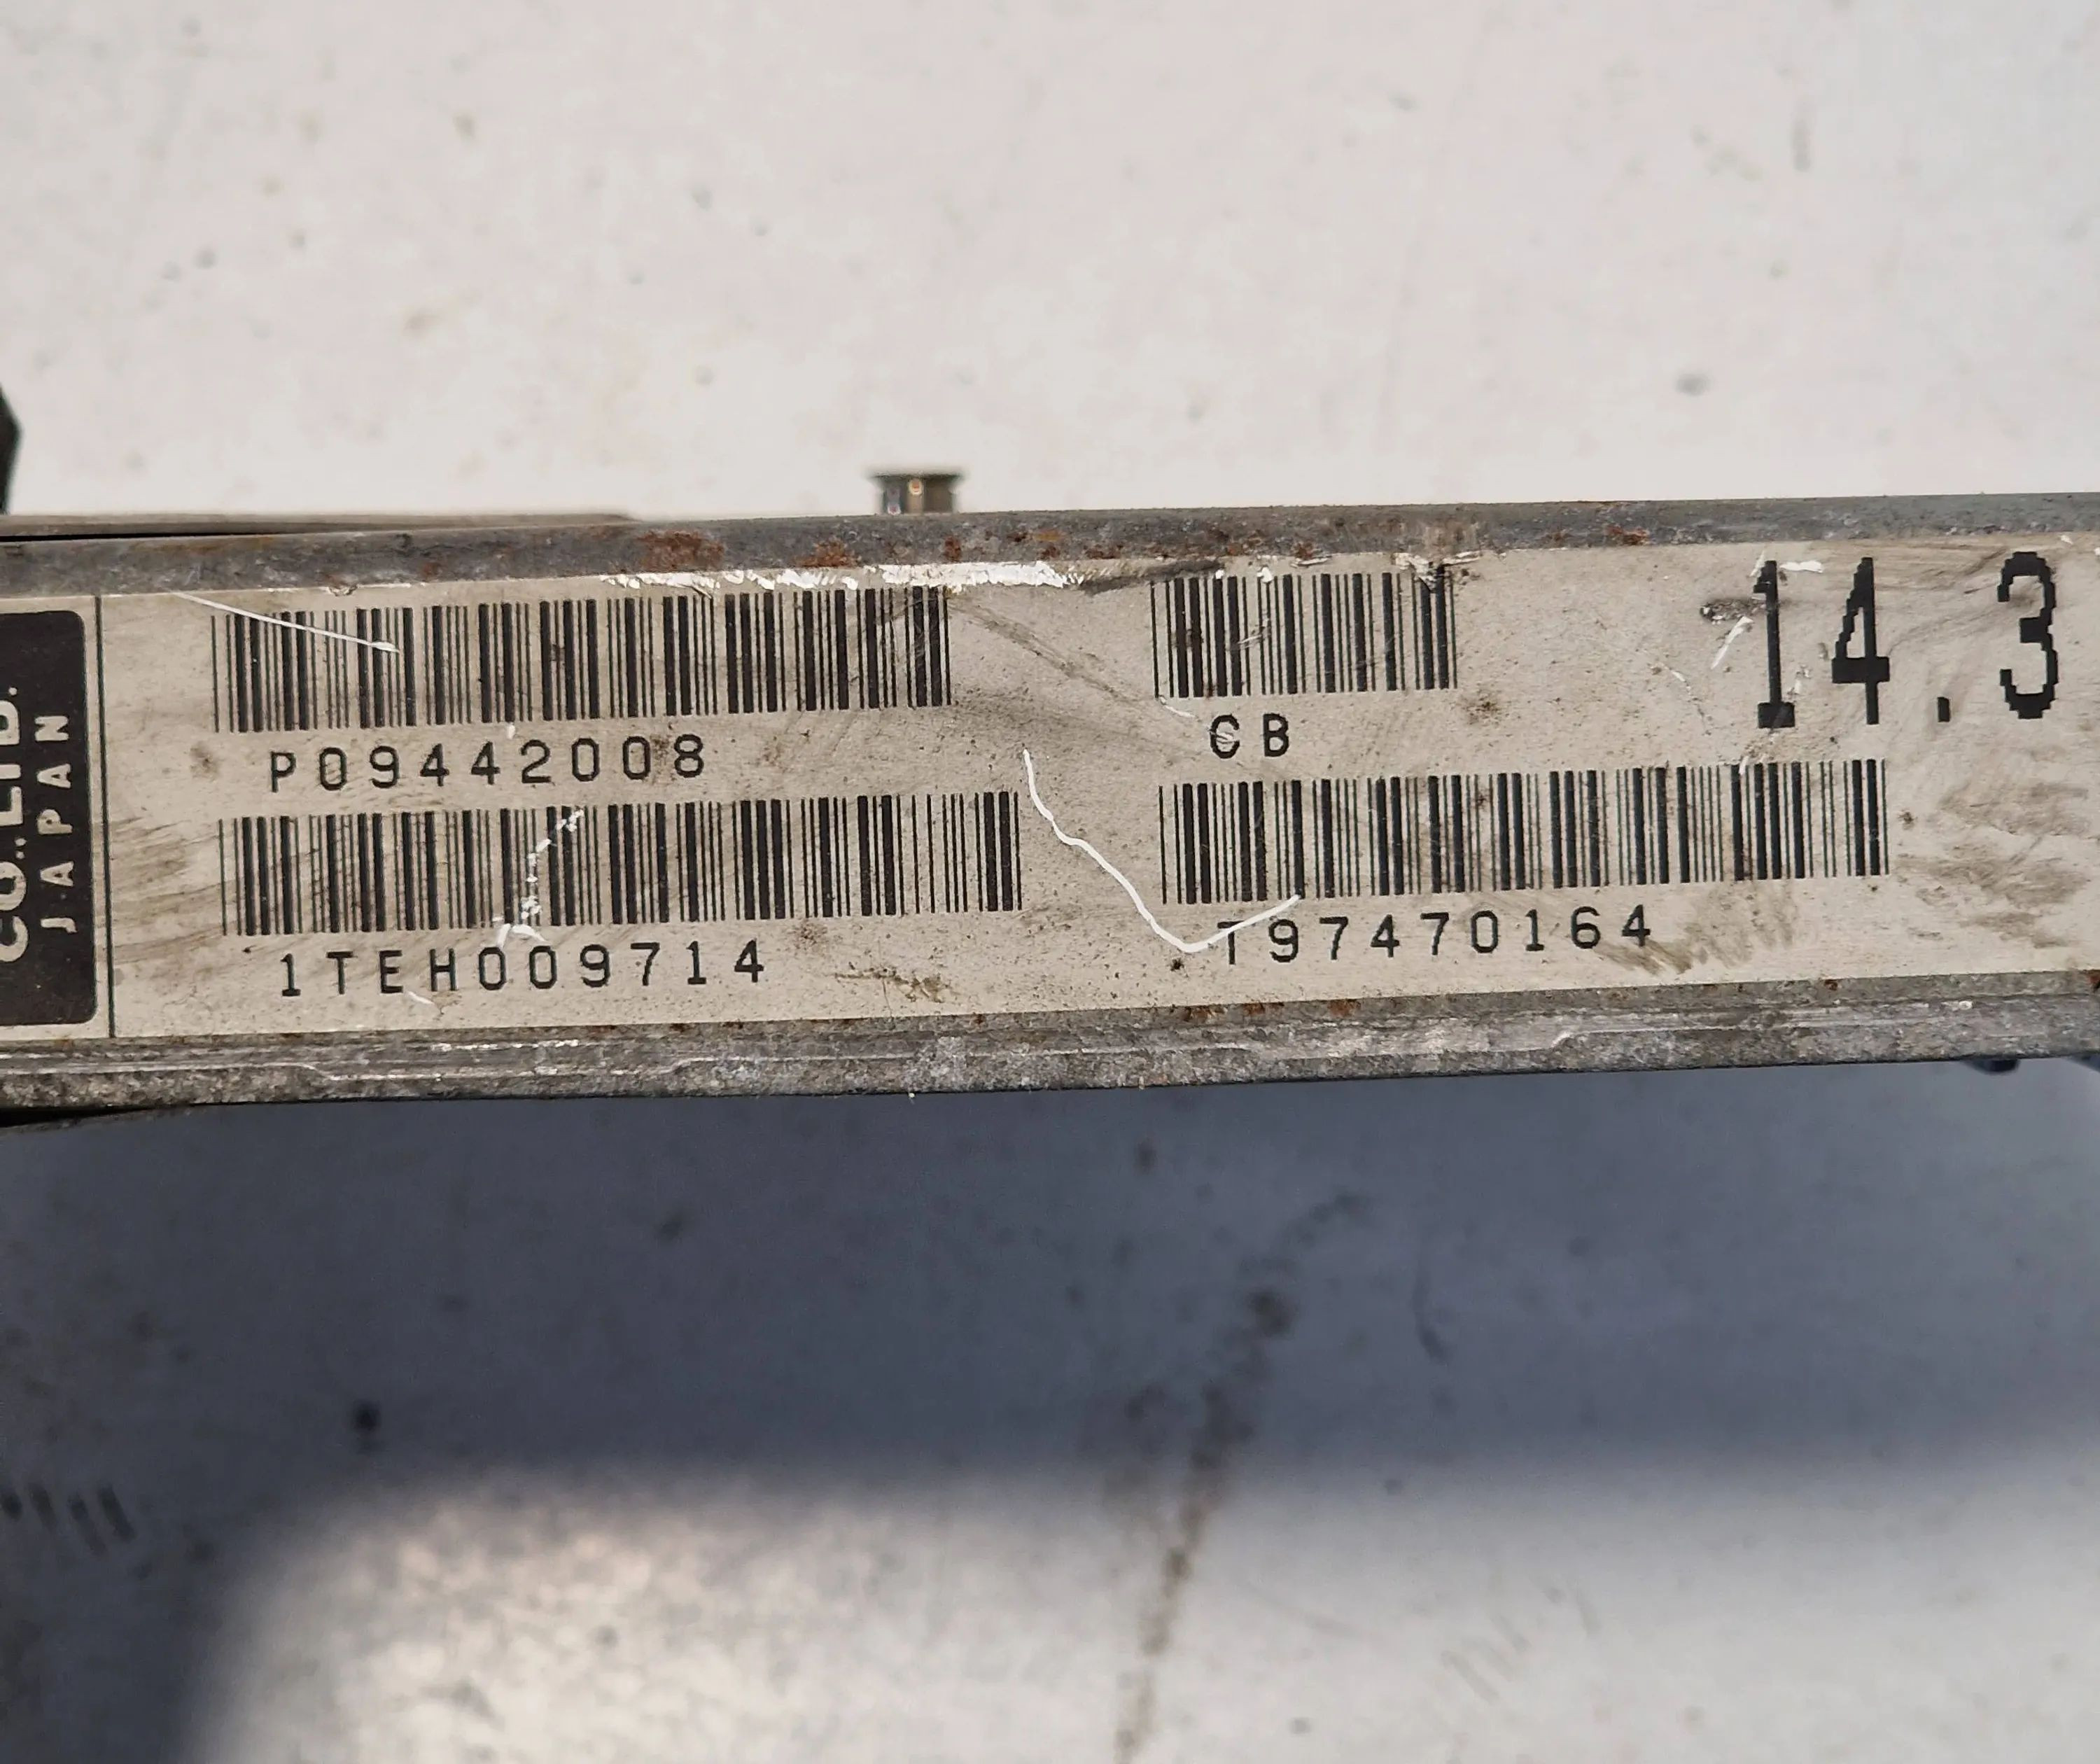 CO., LTD.
JAPAN
P09442008
CB
14.3
1TEH009714
T97470164